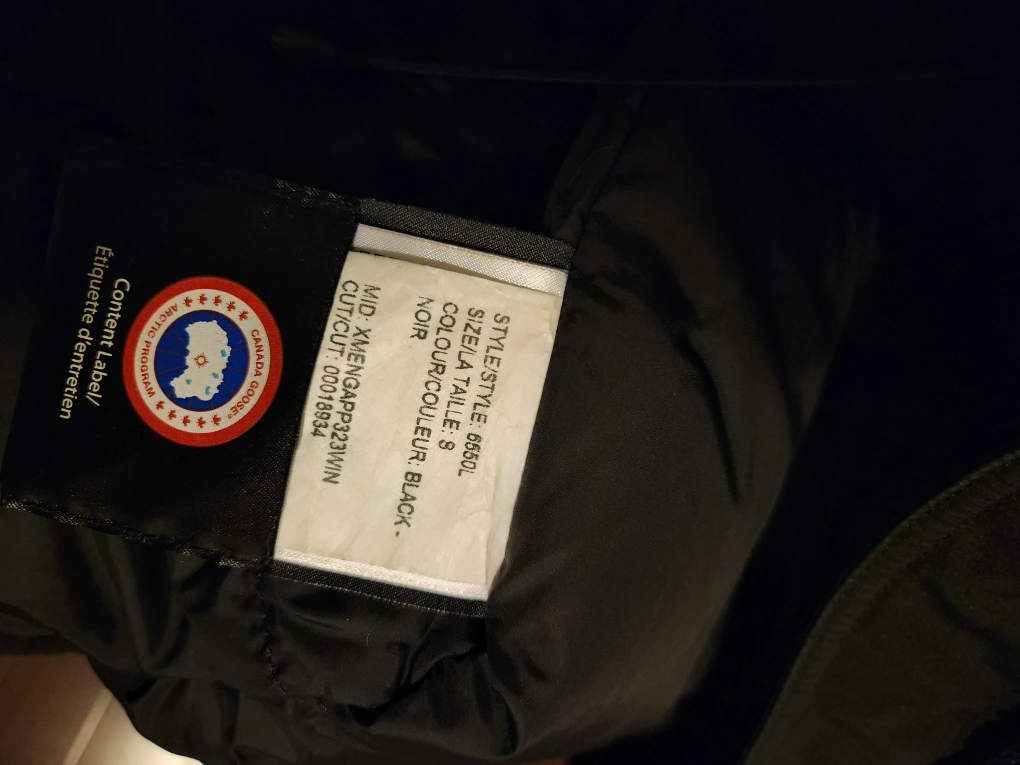 Content Label/
Étiquette d'entretien
CANADA GOOSE®
ARCTIC PROGRAM
STYLE/STYLE: 6550L
SIZE/LA TAILLE: S
COLOUR/COULEUR: BLACK -
NOIR
MID: XMENGAPP323WIN
CUT/CUT: 00018934